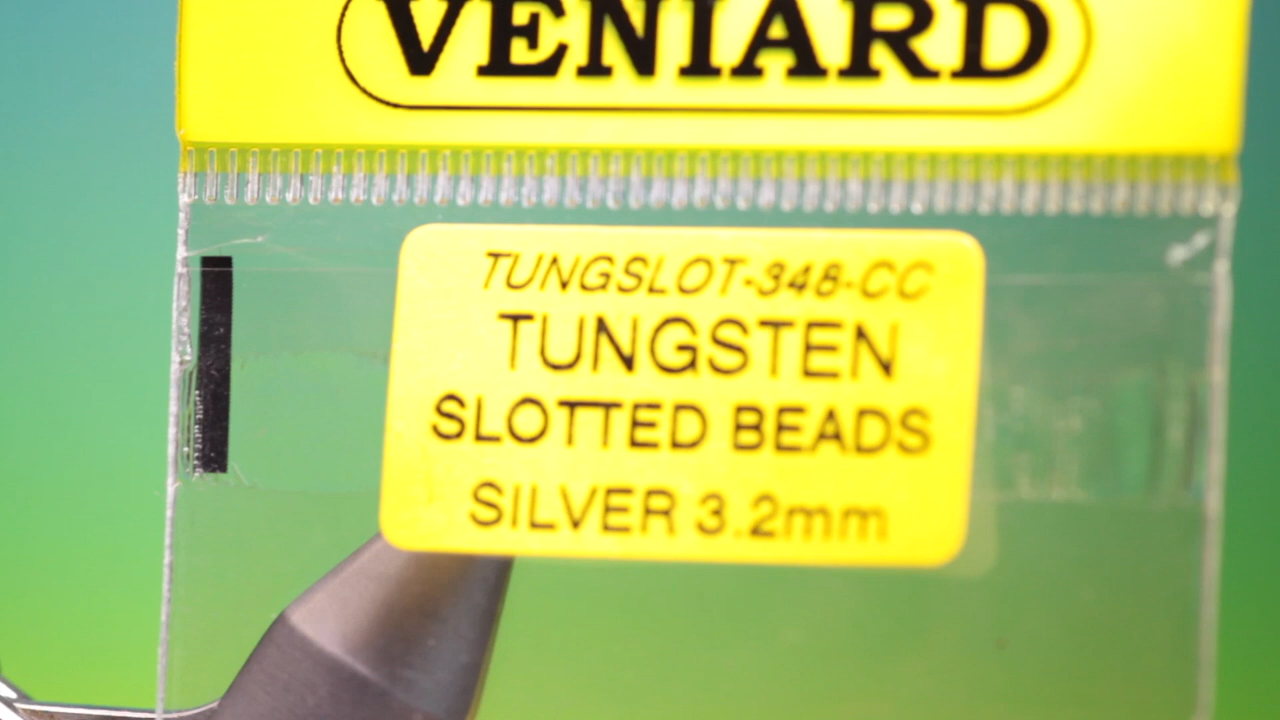 VENIARD
TUNGSLOT-348-CC
TUNGSTEN
SLOTTED BEADS
SILVER 3.2mm